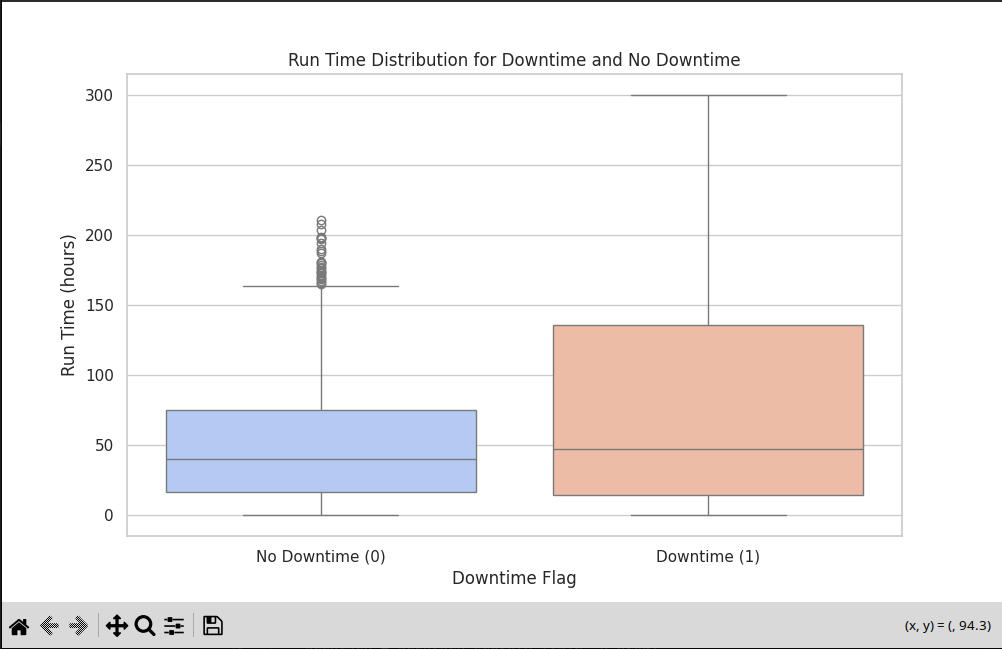 Run Time Distribution for Downtime and No Downtime
300
250
200
150
100
50
0
Run Time (hours)
No Downtime (0)
Downtime (1)
Downtime Flag
(x, y) = (, 94.3)